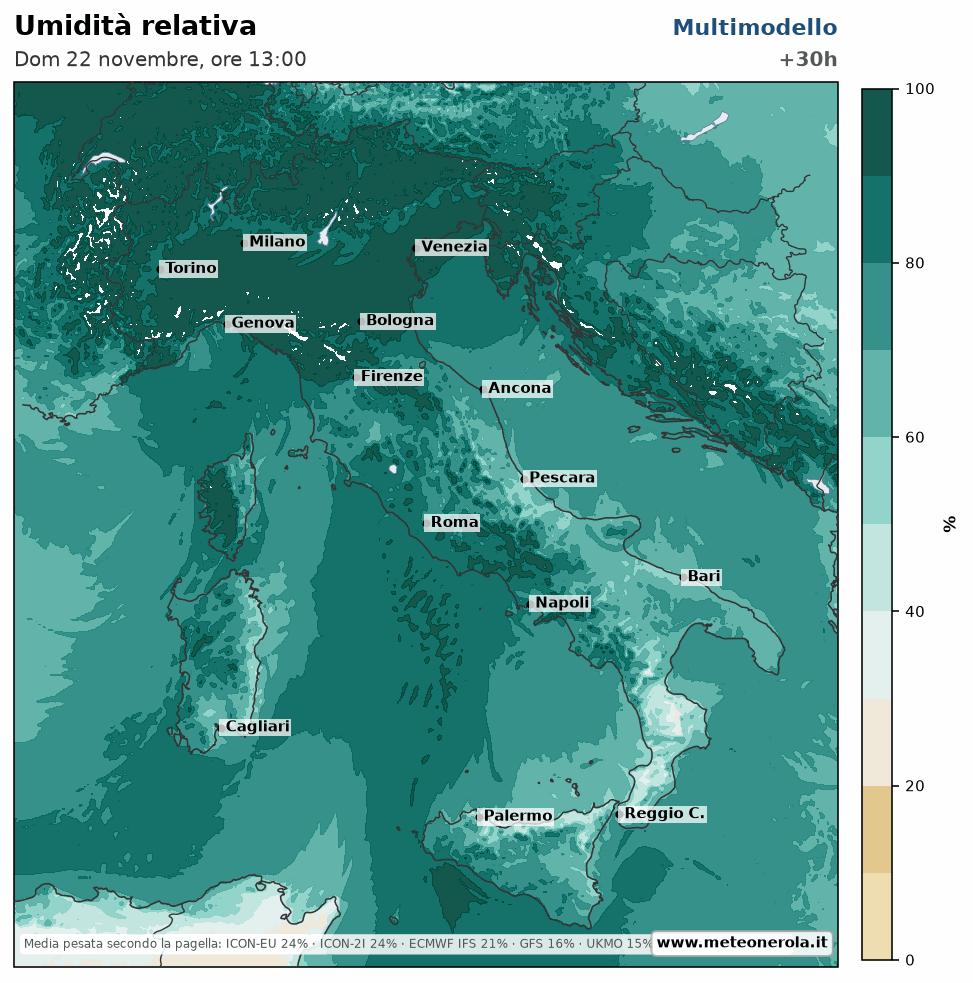 Umidità relativa
Multimodello
Dom 22 novembre, ore 13:00
+30h
100
80
60
40
20
0
%
Milano
Venezia
Torino
Genova
Bologna
Firenze
Ancona
Pescara
Roma
Bari
Napoli
Cagliari
Palermo
Reggio C.
Media pesata secondo la pagella: ICON-EU 24% · ICON-2I 24% · ECMWF IFS 21% · GFS 16% · UKMO 15%
www.meteonerola.it